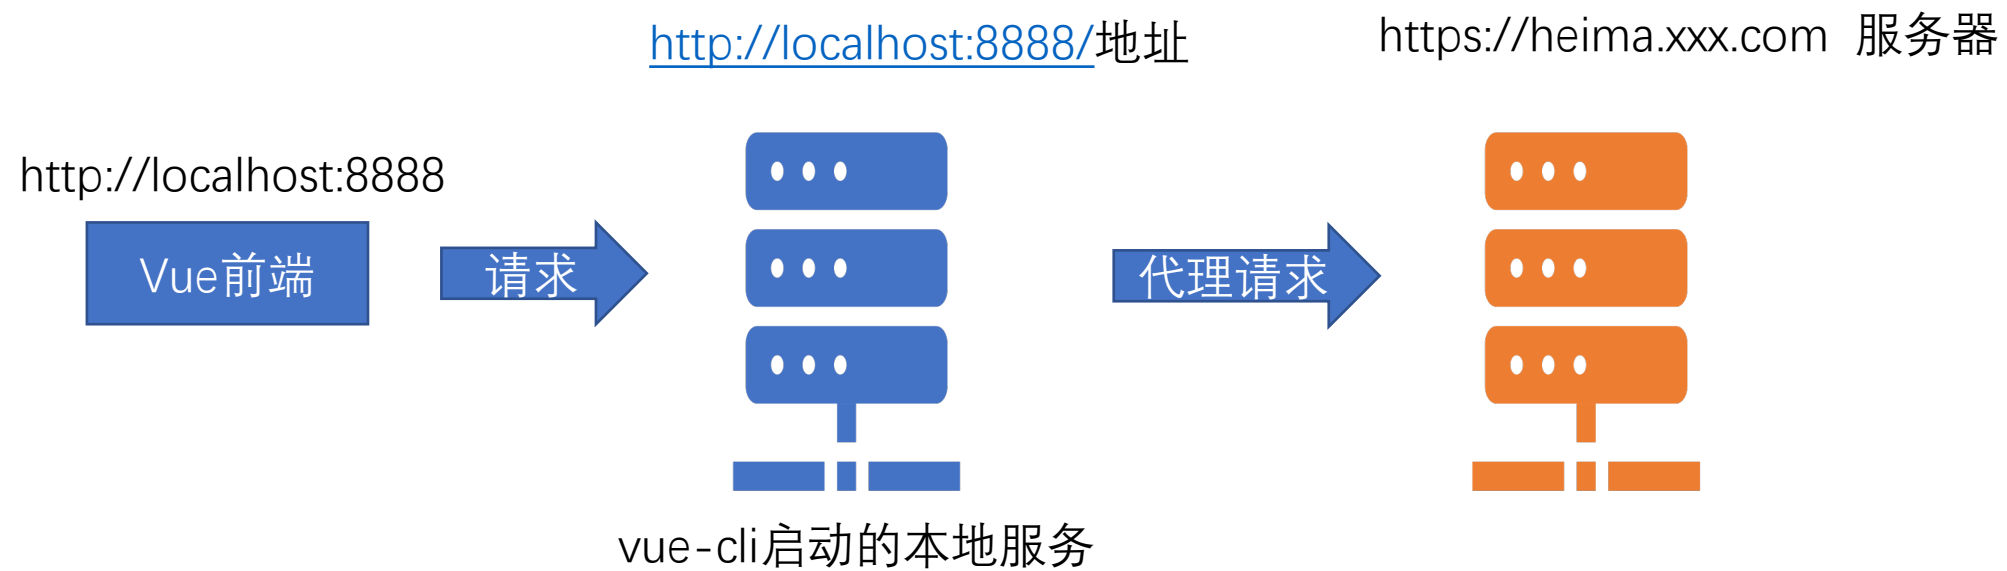 http://localhost:8888/地址
https://heima.xxx.com 服务器
http://localhost:8888
Vue前端
请求
代理请求
vue-cli启动的本地服务